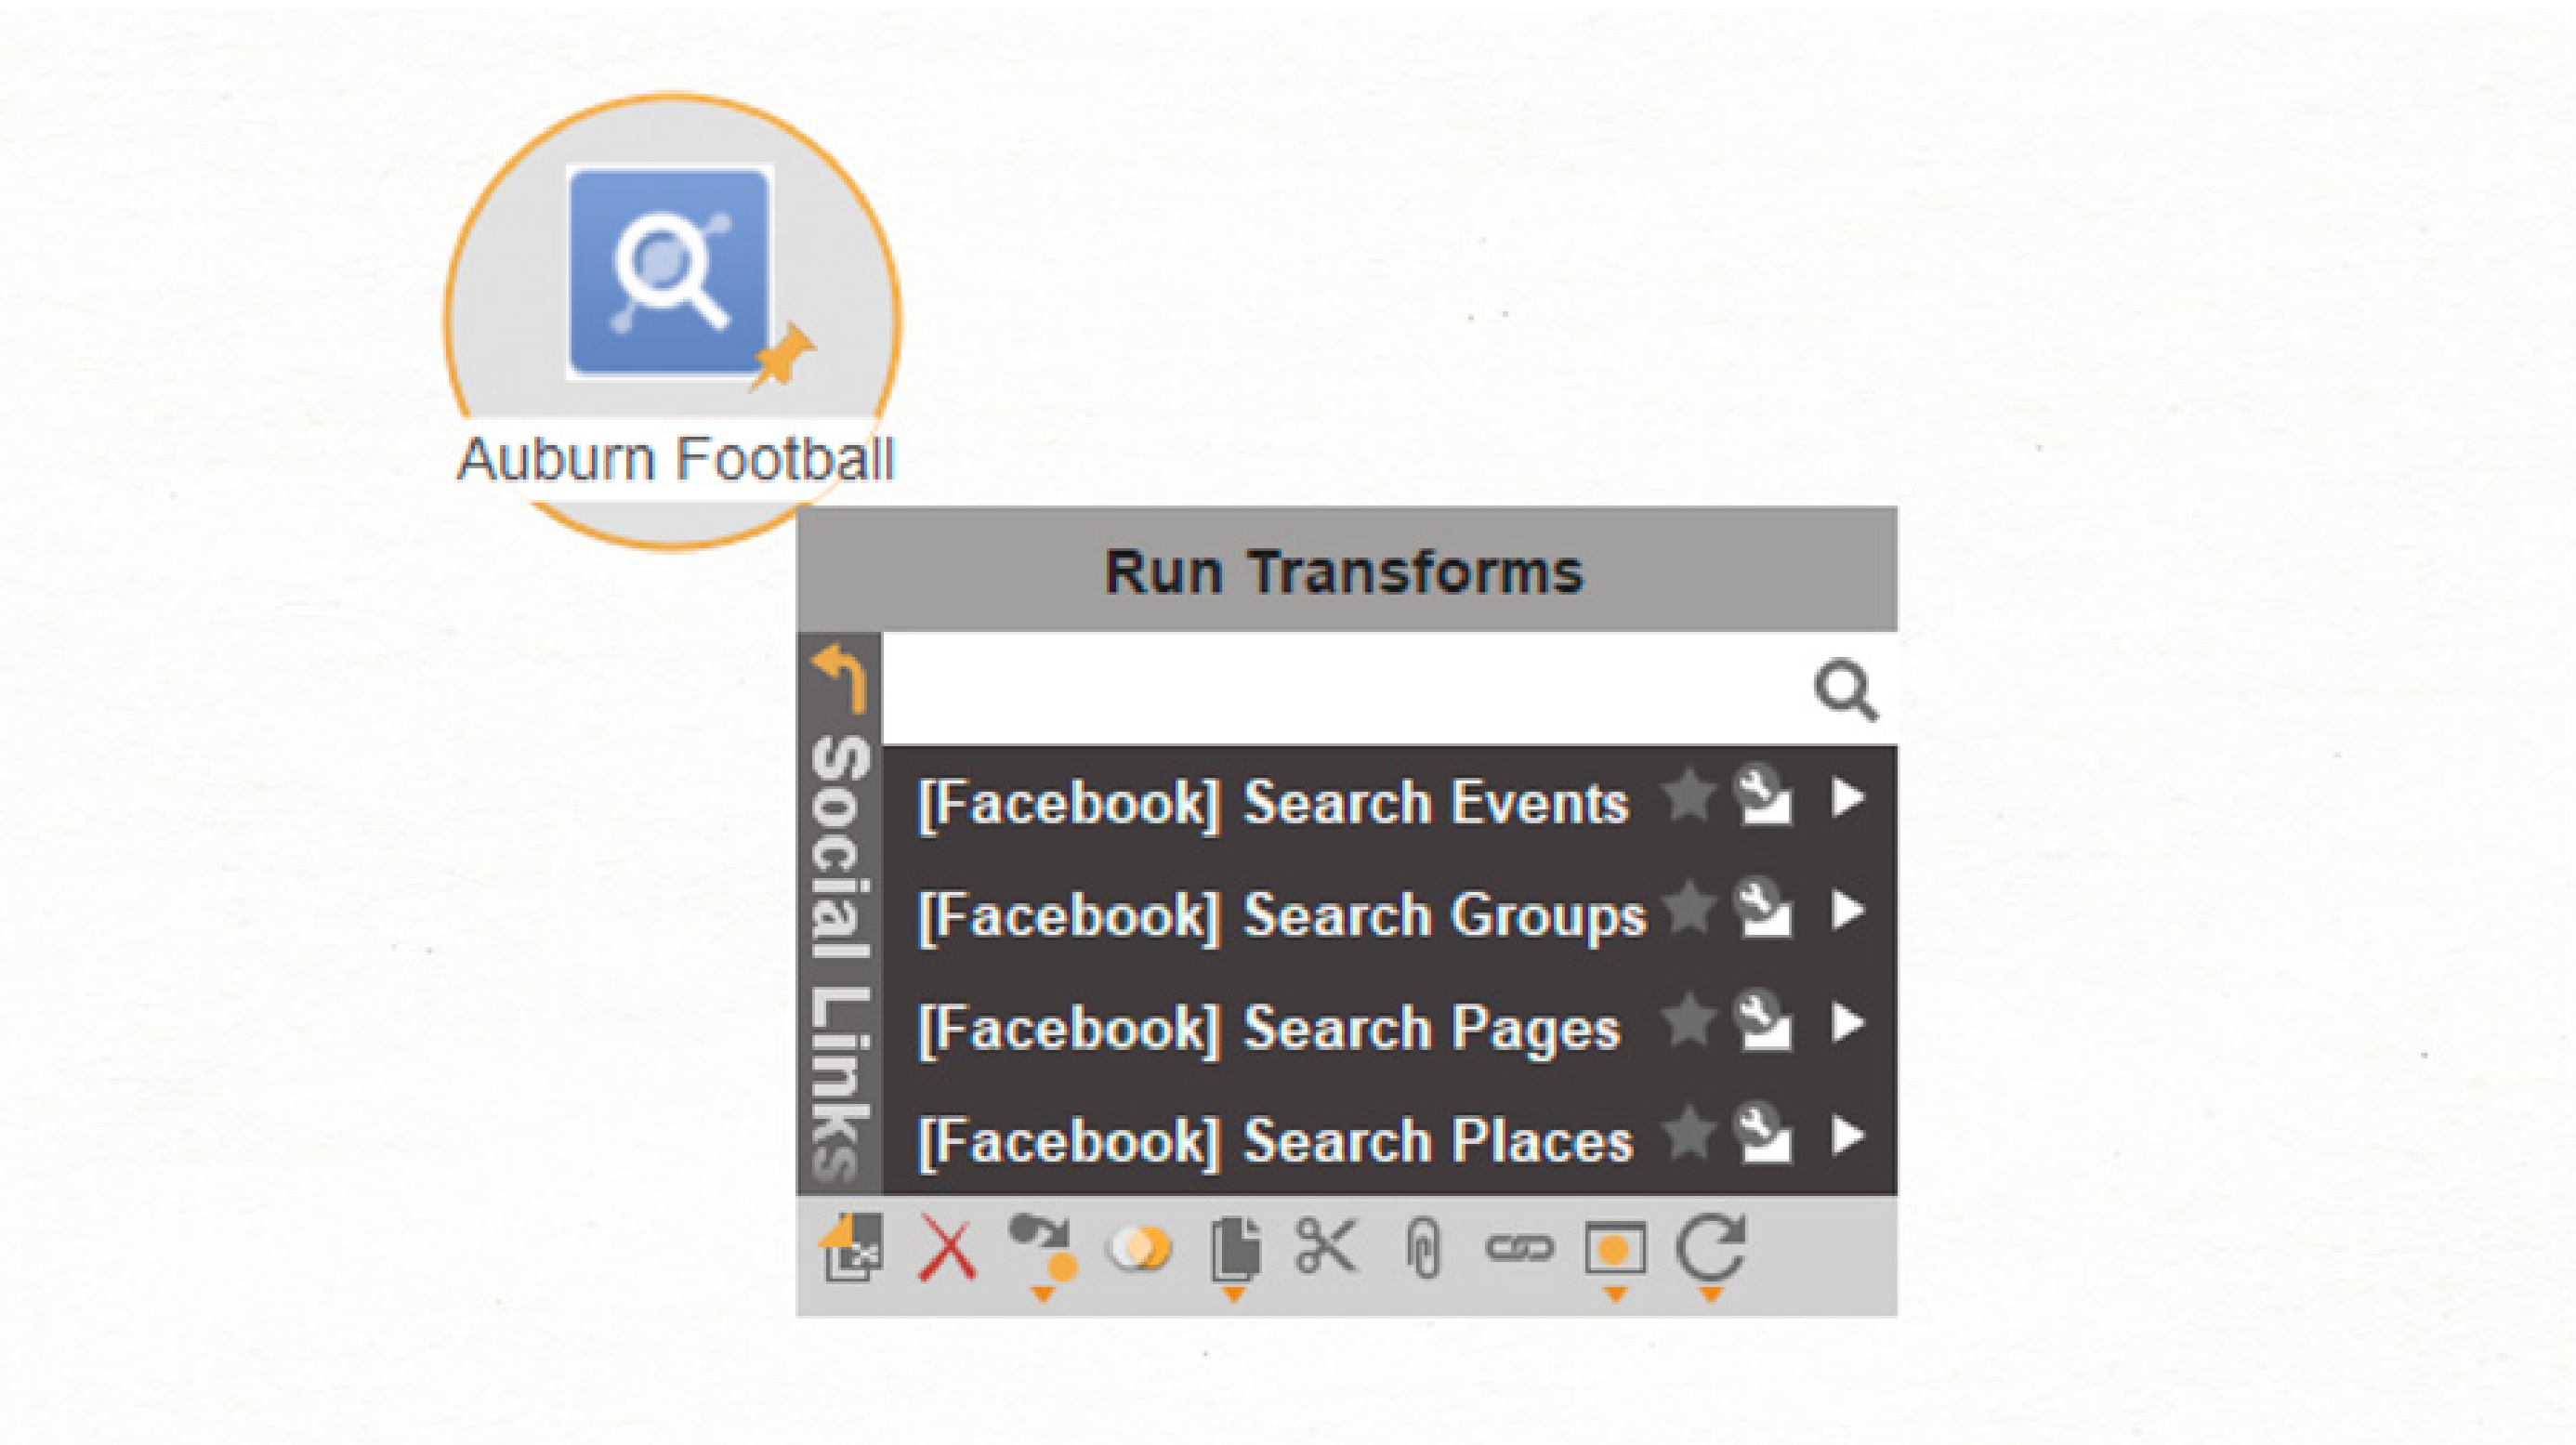 Auburn Football
Run Transforms
Social Links
[Facebook] Search Events
[Facebook] Search Groups
[Facebook] Search Pages
[Facebook] Search Places